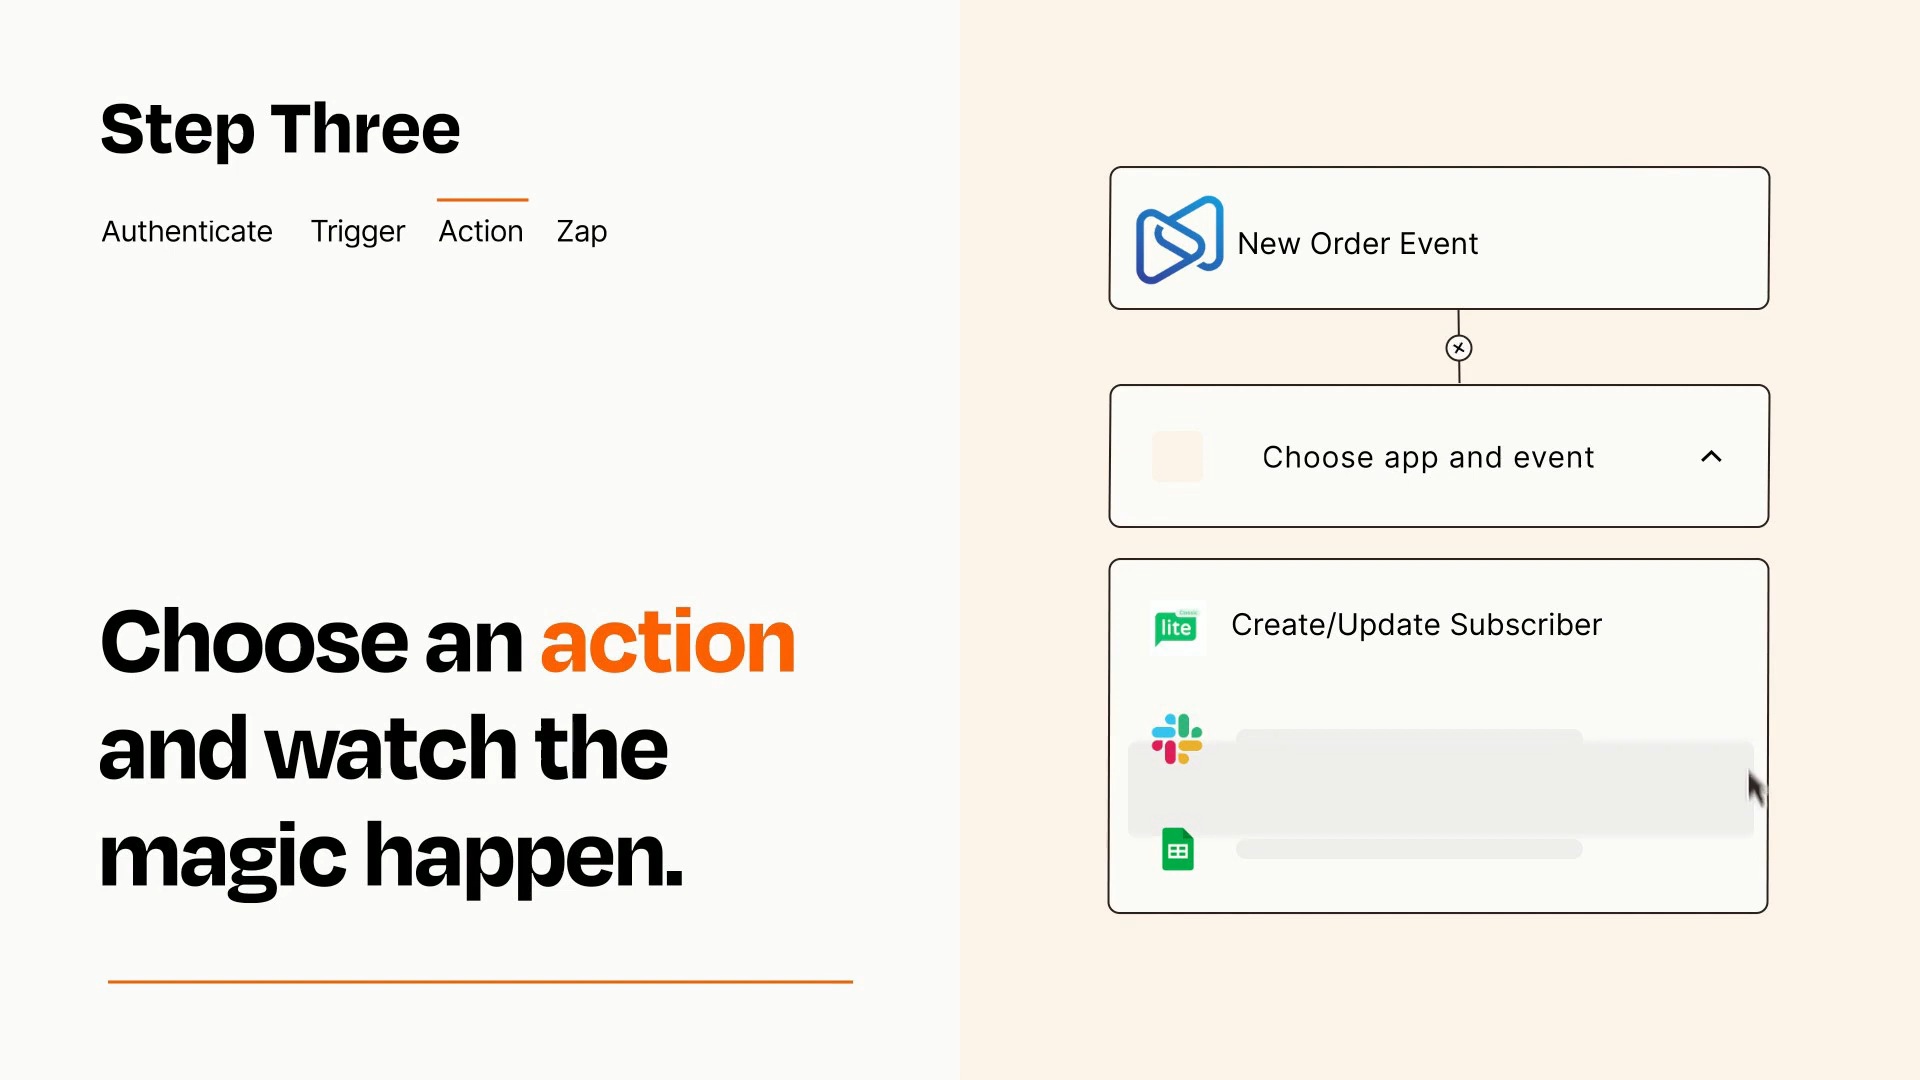 Step Three
Authenticate Trigger Action Zap
Choose an action
and watch the
magic happen.
New Order Event
Choose app and event
Classic
lite
Create/Update Subscriber